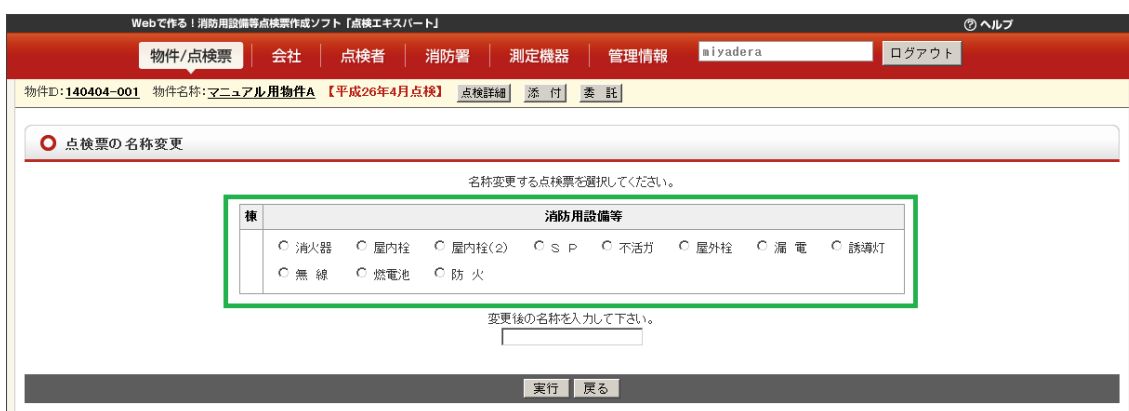 Webで作る！消防用設備等点検票作成ソフト「点検エキスパート」 ? ヘルプ
物件/点検票 会社 点検者 消防署 測定機器 管理情報 miyadera ログアウト
物件ID:140404-001 物件名称:マニュアル用物件A 【平成26年4月点検】 点検詳細 添 付 委 託
点検票の名称変更
名称変更する点検票を選択してください。
棟 消防用設備等
消火器 屋内栓 屋内栓(2) S P 不活ガ 屋外栓 漏 電 誘導灯
無 線 燃電池 防 火
変更後の名称を入力して下さい。
実行 戻る